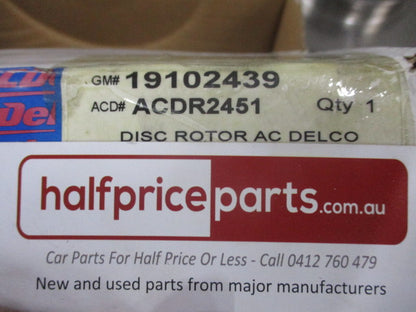 GM# 19102439
ACD# ACDR2451 Qty 1
DISC ROTOR AC DELCO
halfpriceparts.com.au
Car Parts For Half Price Or Less - Call 0412 760 479
New and used parts from major manufacturers